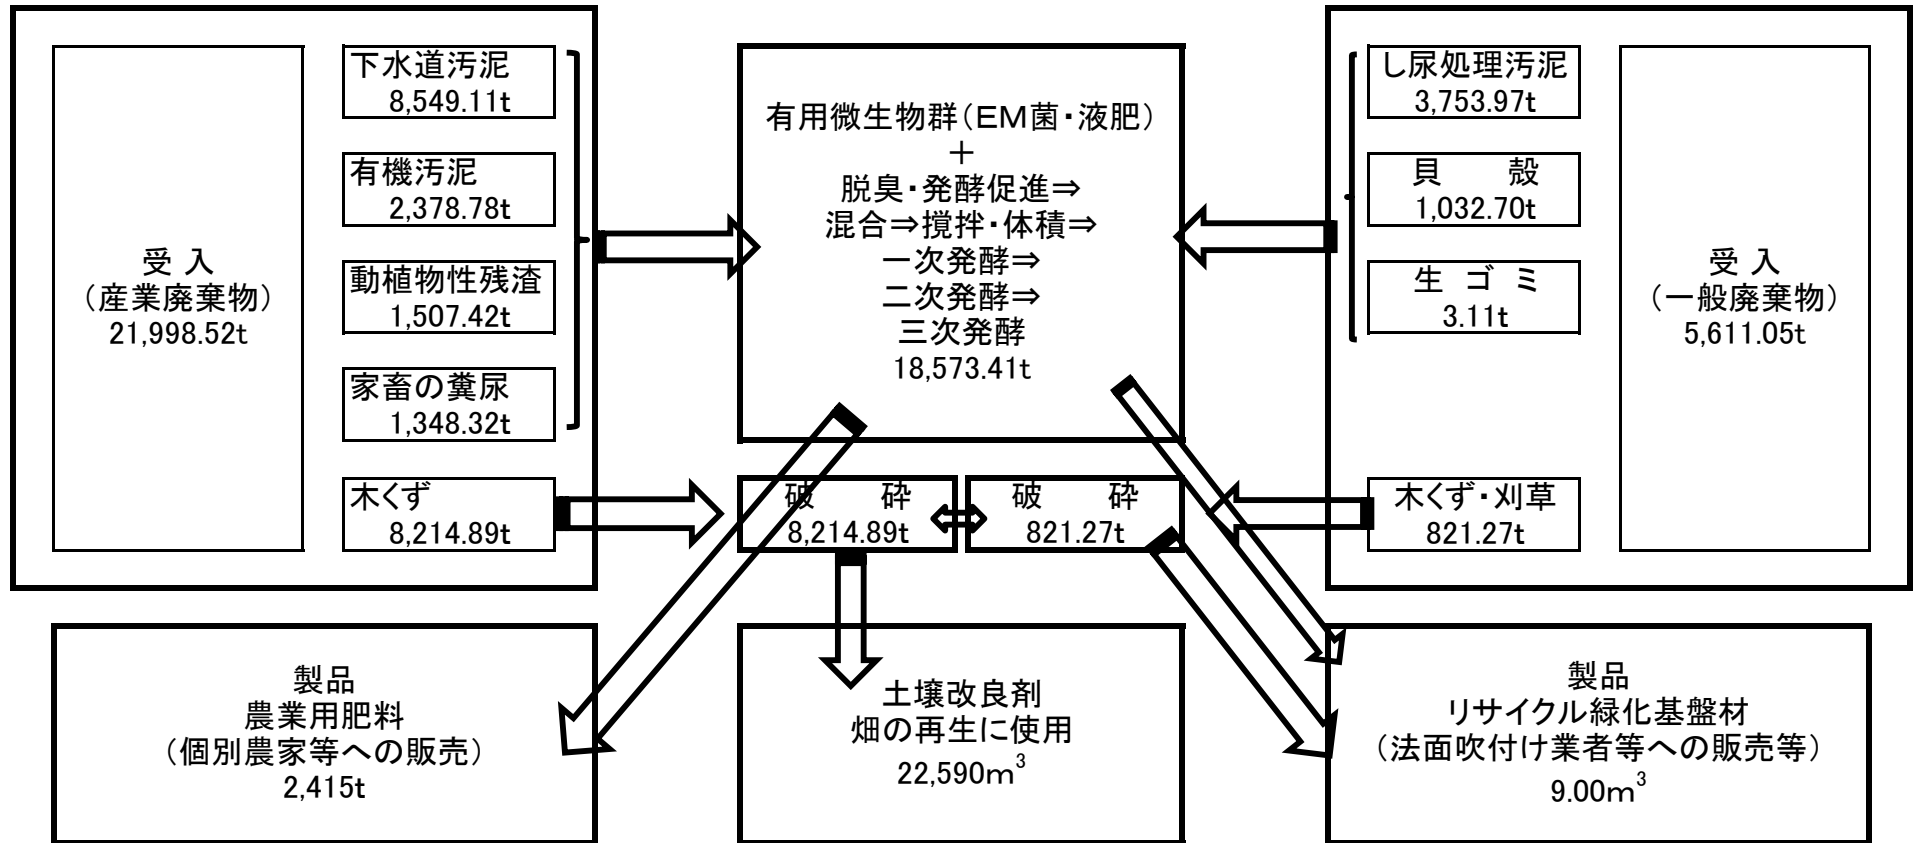 受 入
（産業廃棄物）
21,998.52t
下水道汚泥
8,549.11t
有機汚泥
2,378.78t
動植物性残渣
1,507.42t
家畜の糞尿
1,348.32t
木くず
8,214.89t
有用微生物群（EM菌・液肥）
＋
脱臭・発酵促進⇒
混合⇒撹拌・体積⇒
一次発酵⇒
二次発酵⇒
三次発酵
18,573.41t
破 砕
8,214.89t
破 砕
821.27t
し尿処理汚泥
3,753.97t
貝 殻
1,032.70t
生 ゴ ミ
3.11t
木くず・刈草
821.27t
受 入
（一般廃棄物）
5,611.05t
製品
農業用肥料
（個別農家等への販売）
2,415t
土壌改良剤
畑の再生に使用
22,590m³
製品
リサイクル緑化基盤材
（法面吹付け業者等への販売等）
9.00m³